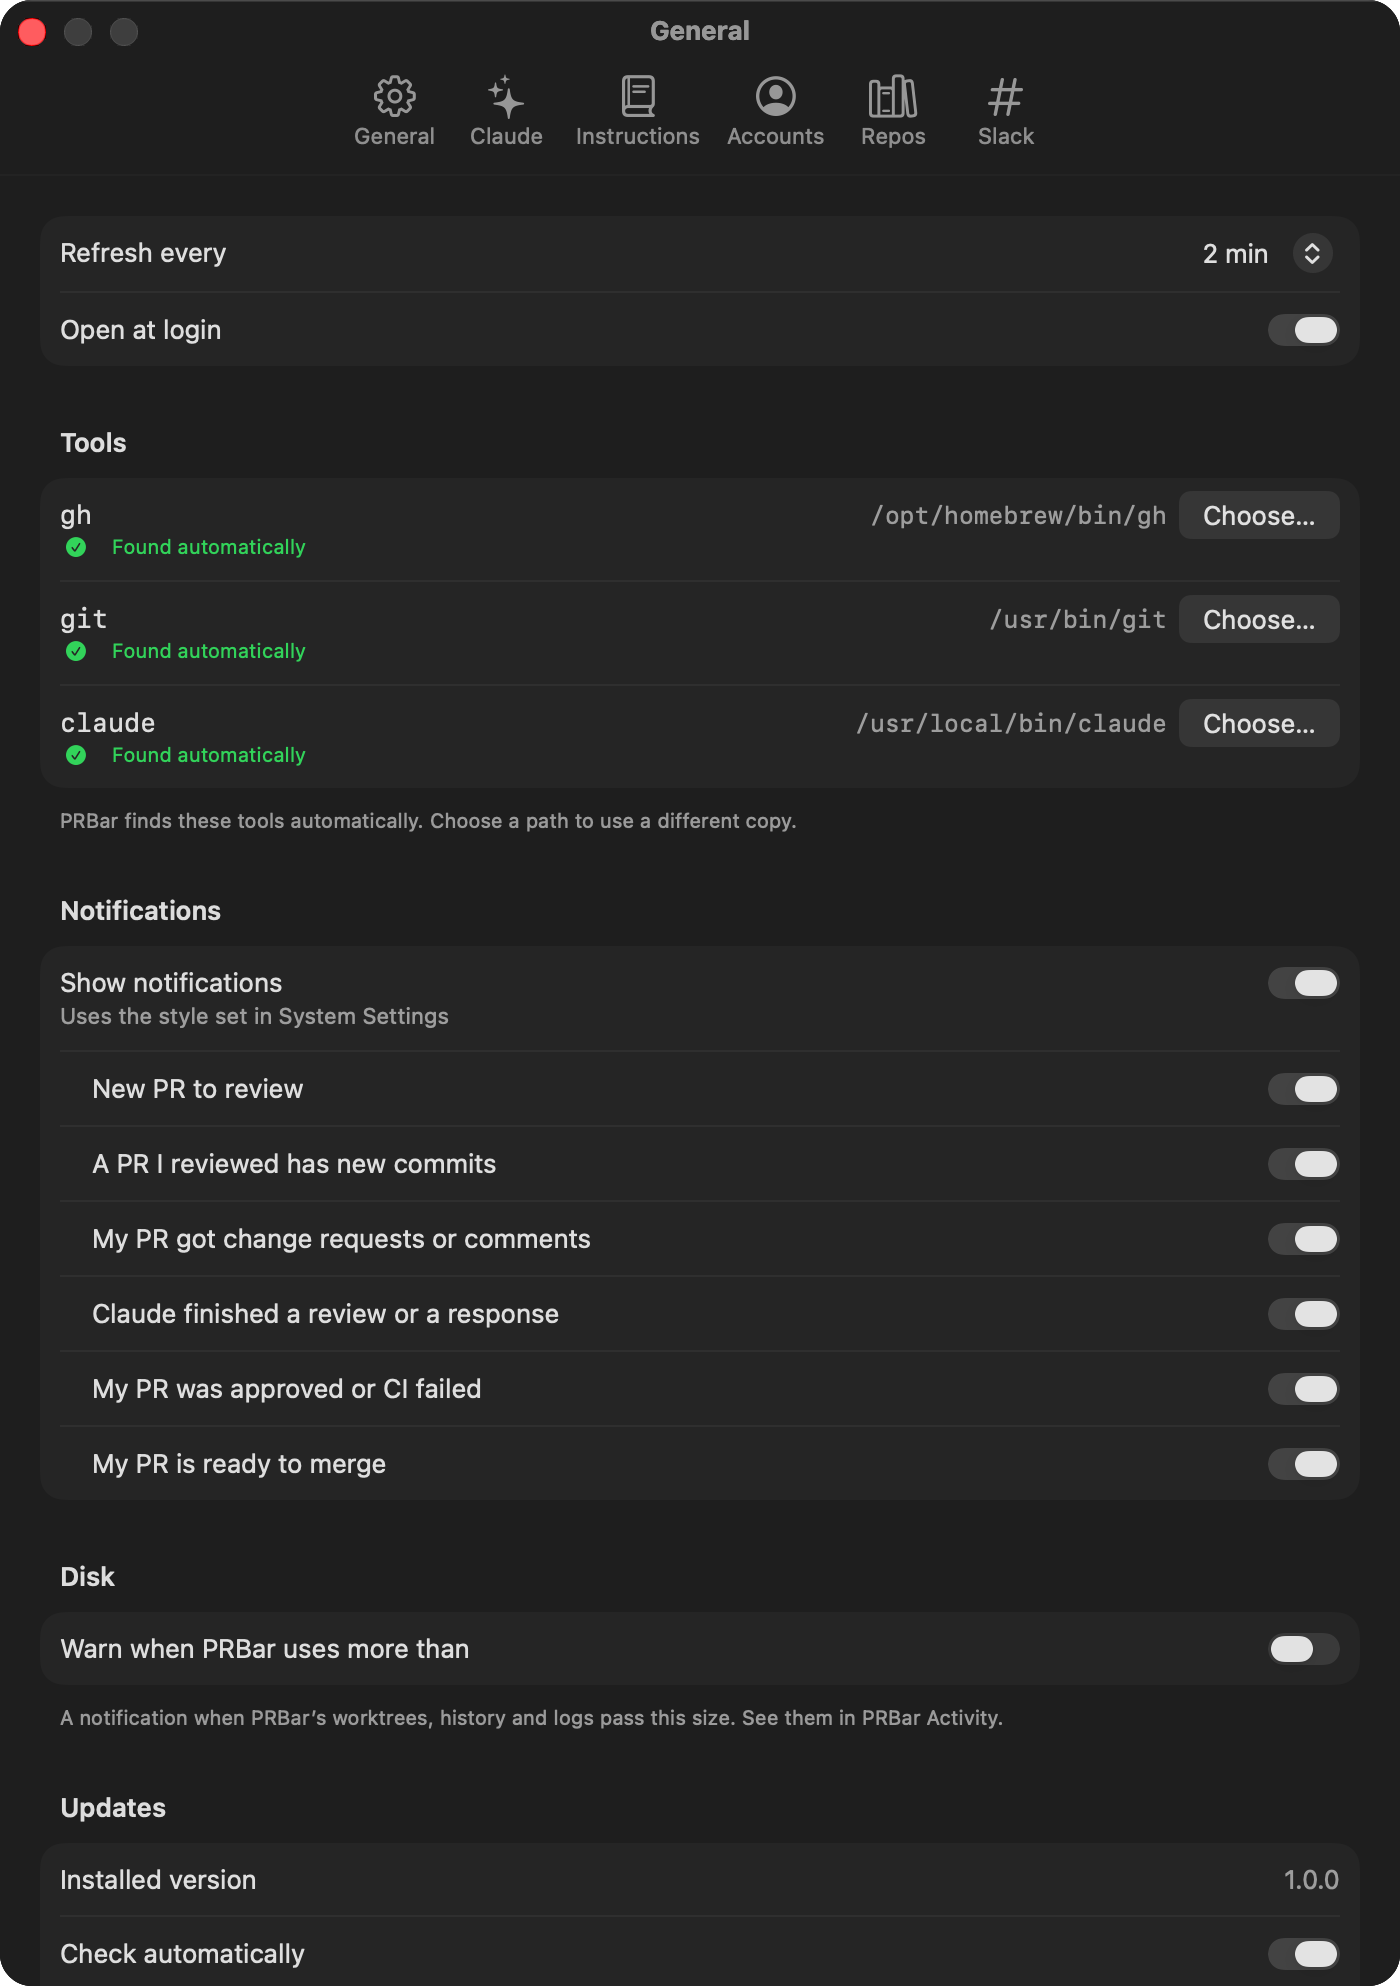 General
General
Claude
Instructions
Accounts
Repos
Slack
Refresh every
2 min
Open at login
Tools
gh
/opt/homebrew/bin/gh
Choose...
Found automatically
git
/usr/bin/git
Choose...
Found automatically
claude
/usr/local/bin/claude
Choose...
Found automatically
PRBar finds these tools automatically. Choose a path to use a different copy.
Notifications
Show notifications
Uses the style set in System Settings
New PR to review
A PR I reviewed has new commits
My PR got change requests or comments
Claude finished a review or a response
My PR was approved or CI failed
My PR is ready to merge
Disk
Warn when PRBar uses more than
A notification when PRBar’s worktrees, history and logs pass this size. See them in PRBar Activity.
Updates
Installed version
1.0.0
Check automatically